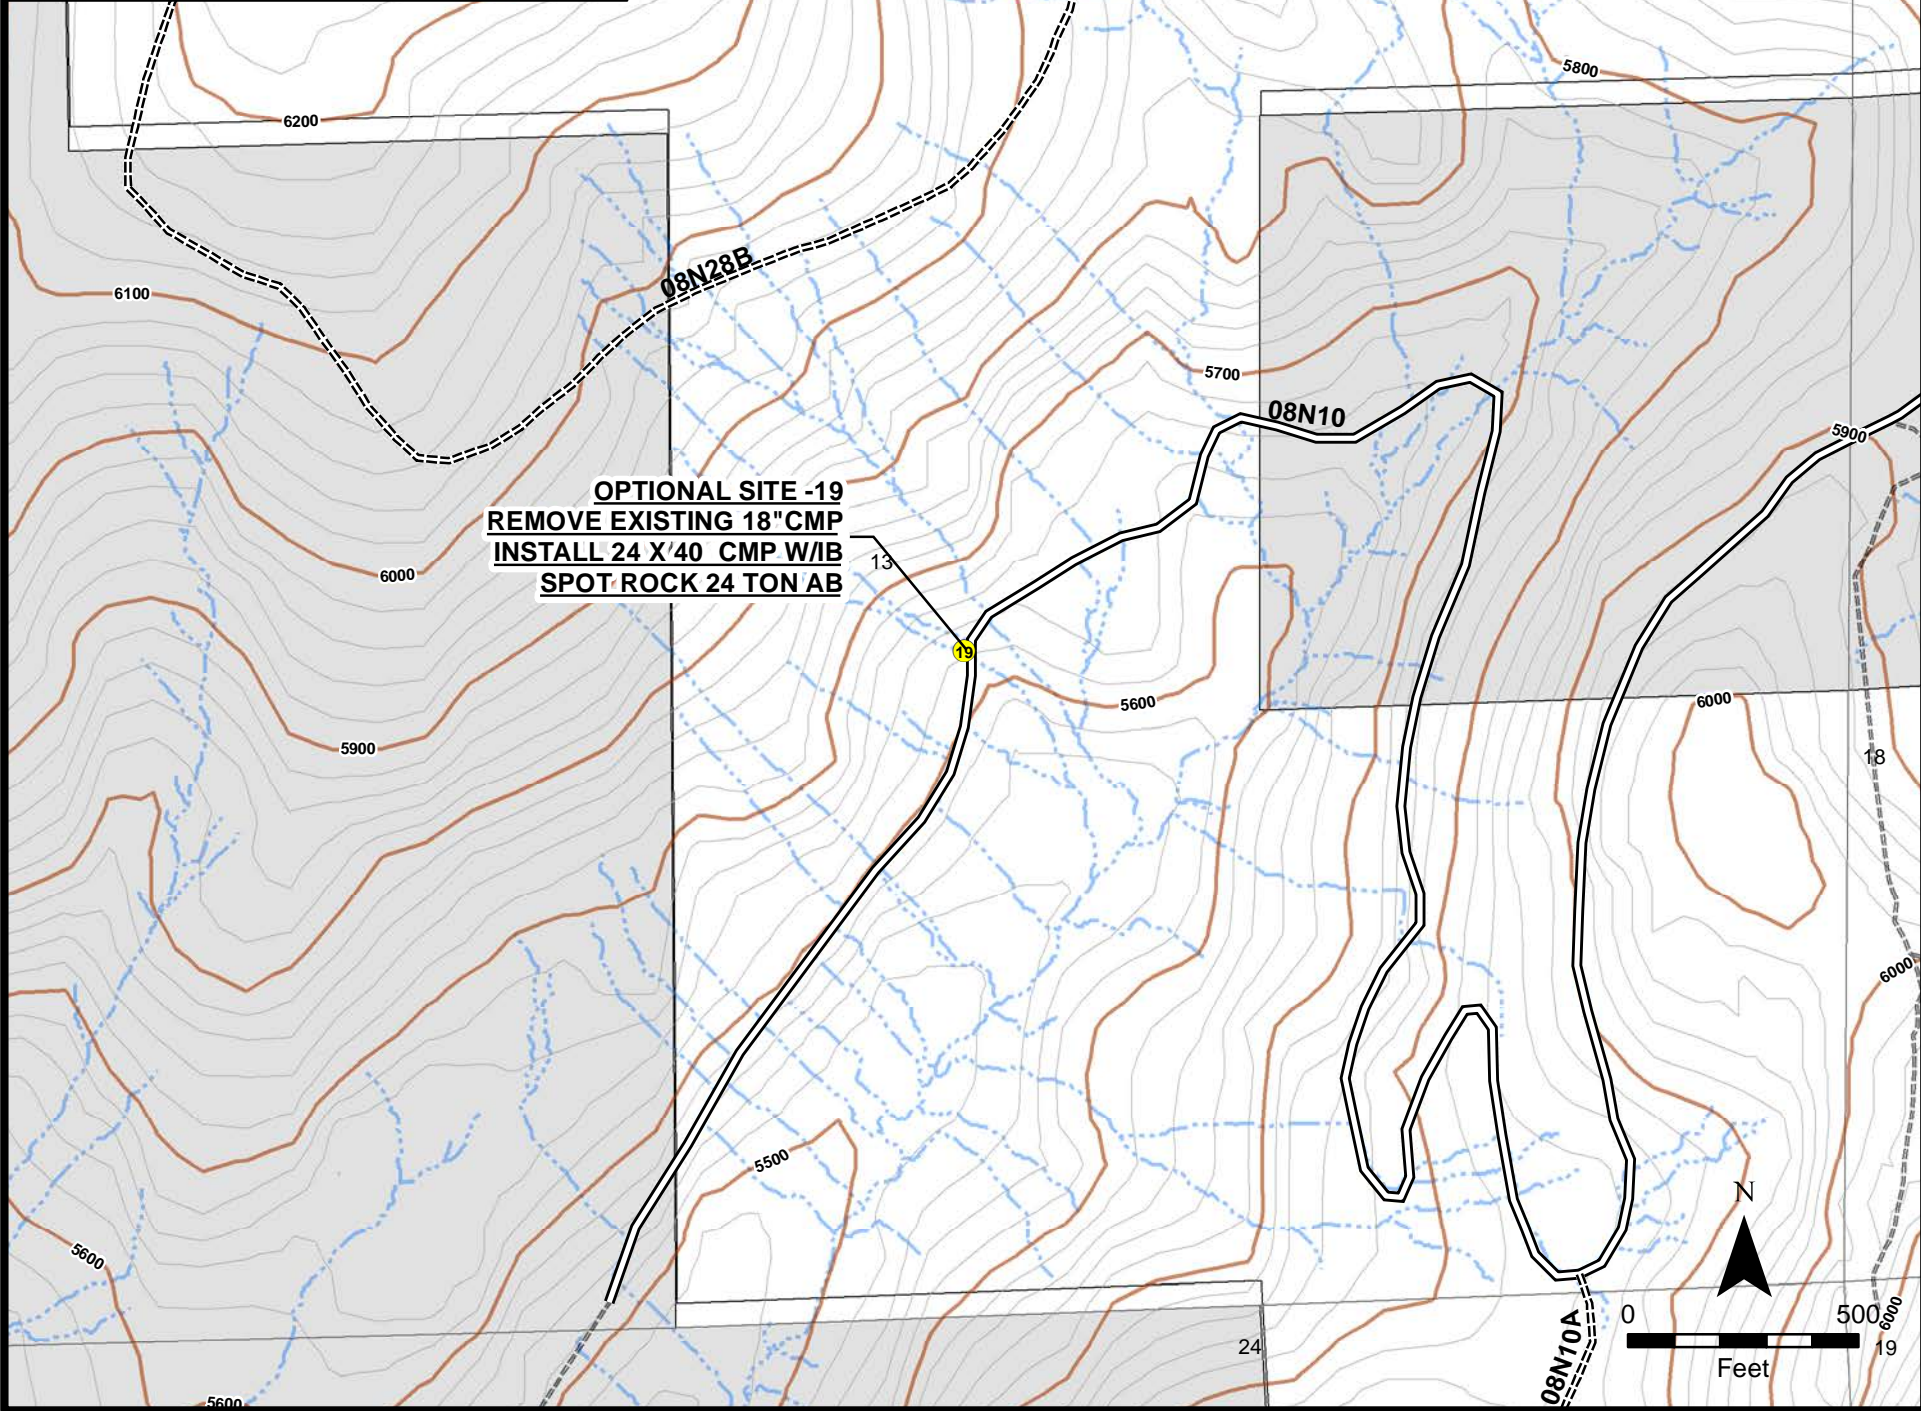 5800
6200
08N28B
6100
5700
08N10
5900
OPTIONAL SITE -19
REMOVE EXISTING 18"CMP
INSTALL 24 X 40 CMP W/IB
SPOT ROCK 24 TON AB
13
6000
19
5600
6000
5900
18
6000
5500
N
5600
0 500
Feet
6000
19
24
08N10A
5600